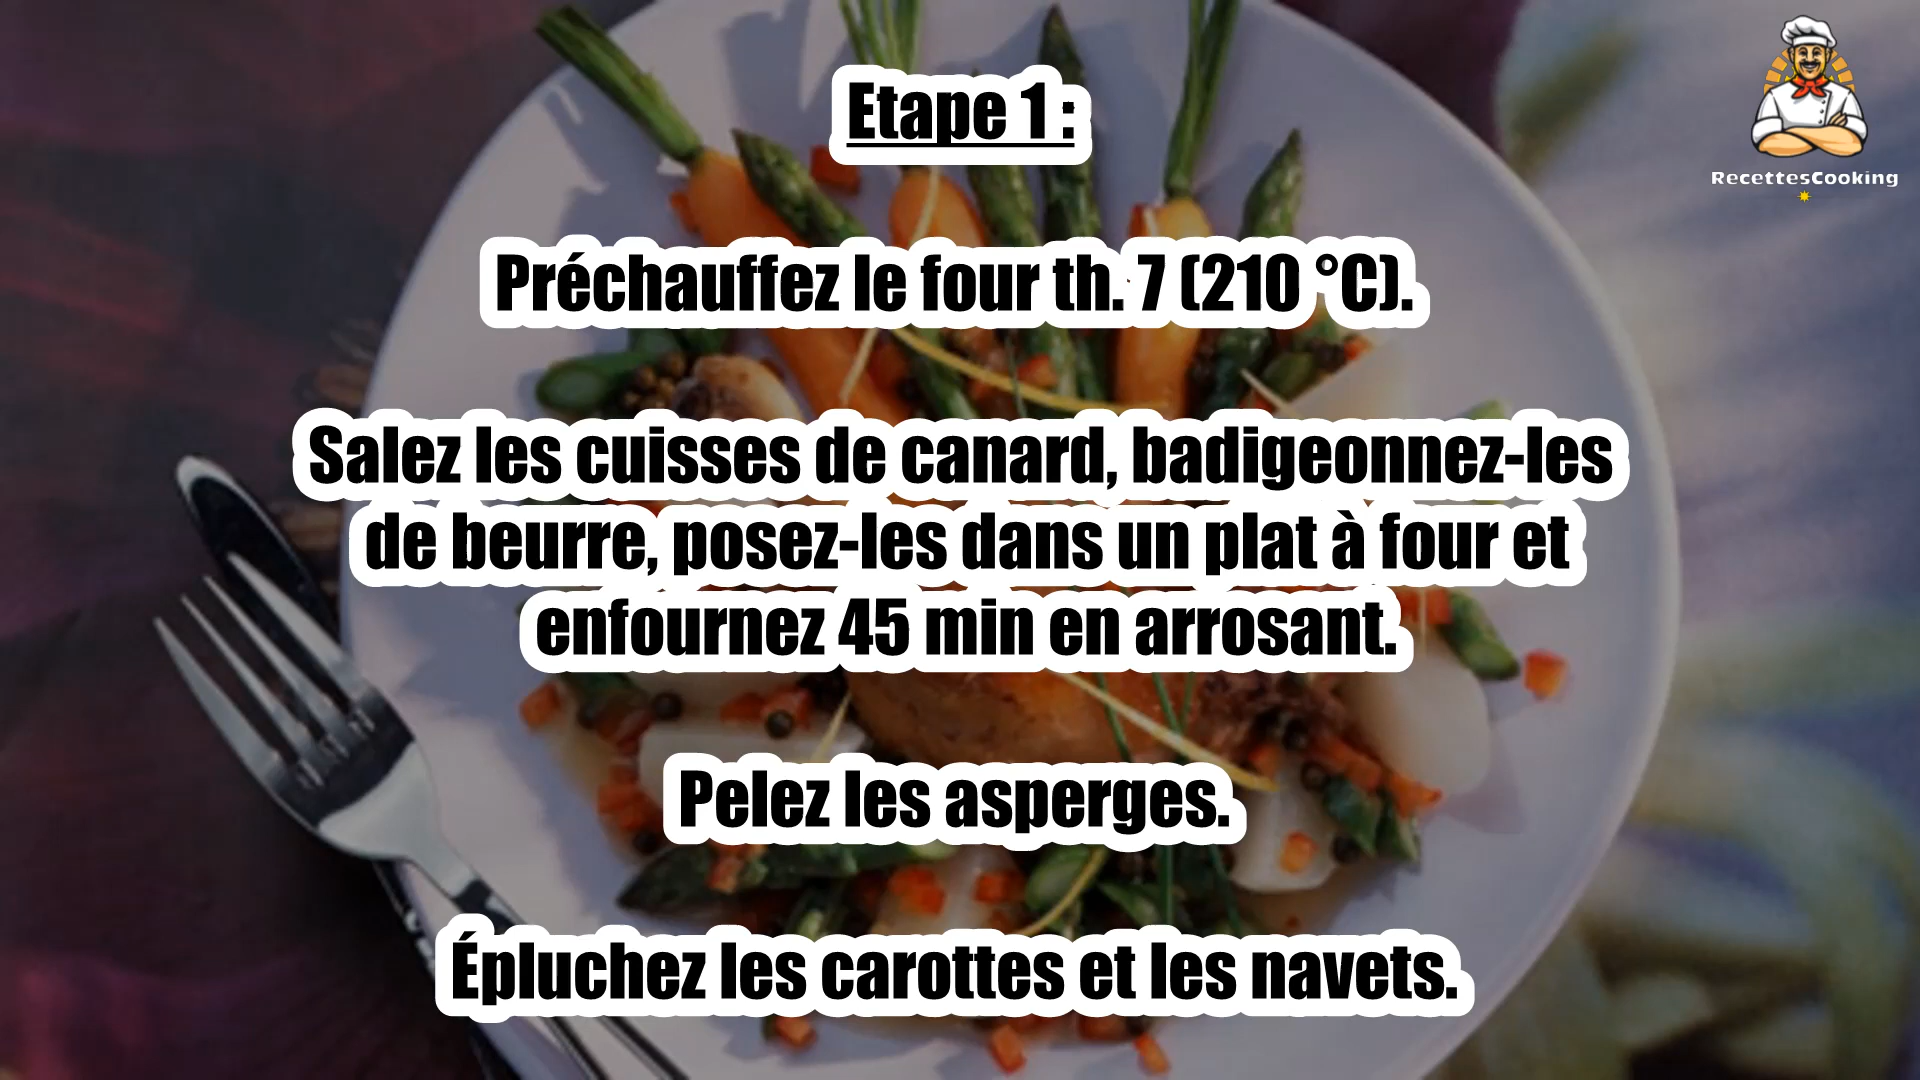 Etape 1 :
RecettesCooking
Préchauffez le four th. 7 (210 °C).
Salez les cuisses de canard, badigeonnez-les
de beurre, posez-les dans un plat à four et
enfournez 45 min en arrosant.
Pelez les asperges.
Épluchez les carottes et les navets.